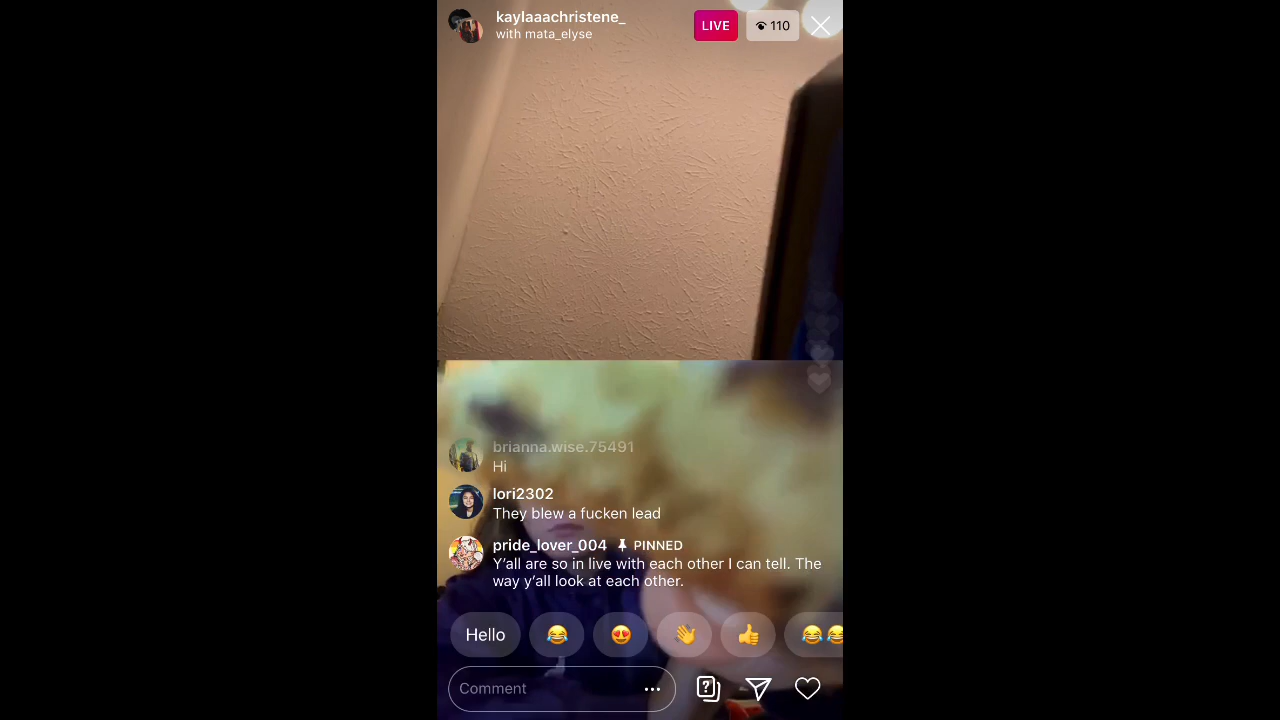 kaylaaachristene_
with mata_elyse
LIVE
110
brianna.wise.75491
Hi
lori2302
They blew a fucken lead
pride_lover_004 PINNED
Y'all are so in live with each other I can tell. The
way y'all look at each other.
Hello
Comment